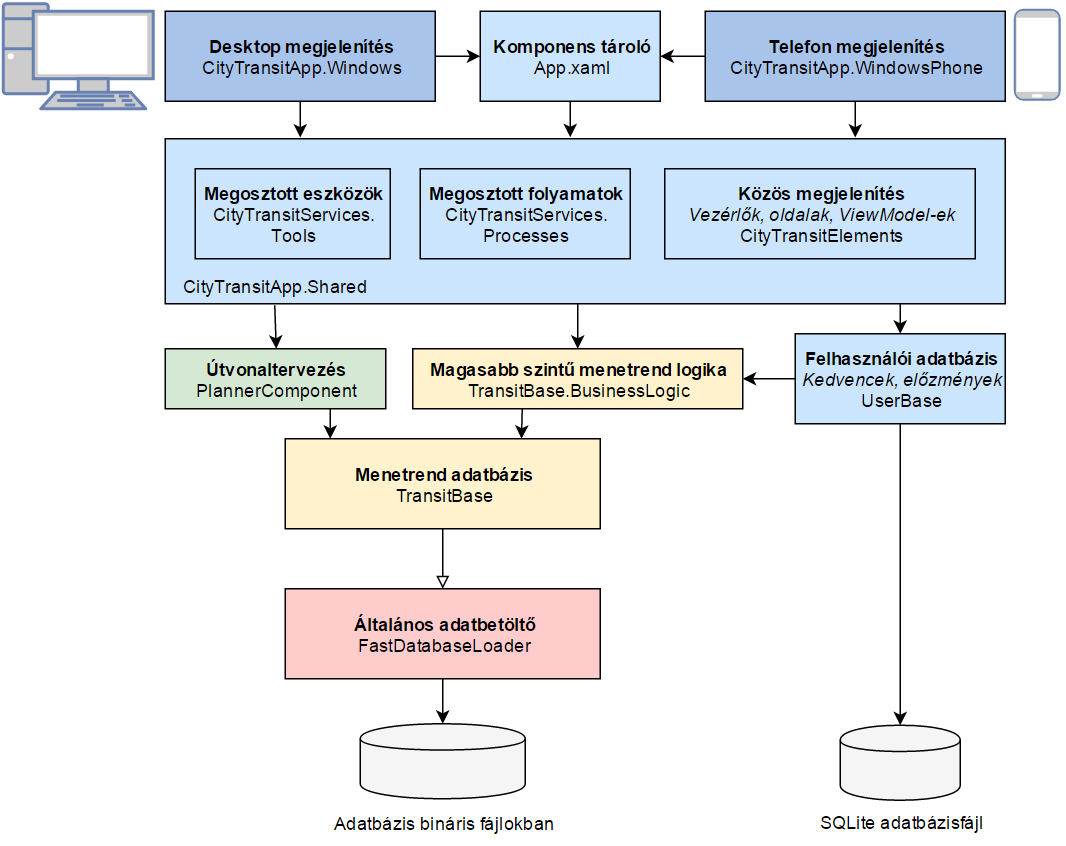 Desktop megjelenítés
CityTransitApp.Windows
Komponens tároló
App.xaml
Telefon megjelenítés
CityTransitApp.WindowsPhone
Megosztott eszközök
CityTransitServices.
Tools
Megosztott folyamatok
CityTransitServices.
Processes
Közös megjelenítés
Vezérlők, oldalak, ViewModel-ek
CityTransitElements
CityTransitApp.Shared
Útvonaltervezés
PlannerComponent
Magasabb szintű menetrend logika
TransitBase.BusinessLogic
Felhasználói adatbázis
Kedvencek, előzmények
UserBase
Menetrend adatbázis
TransitBase
Általános adatbetöltő
FastDatabaseLoader
Adatbázis bináris fájlokban
SQLite adatbázisfájl